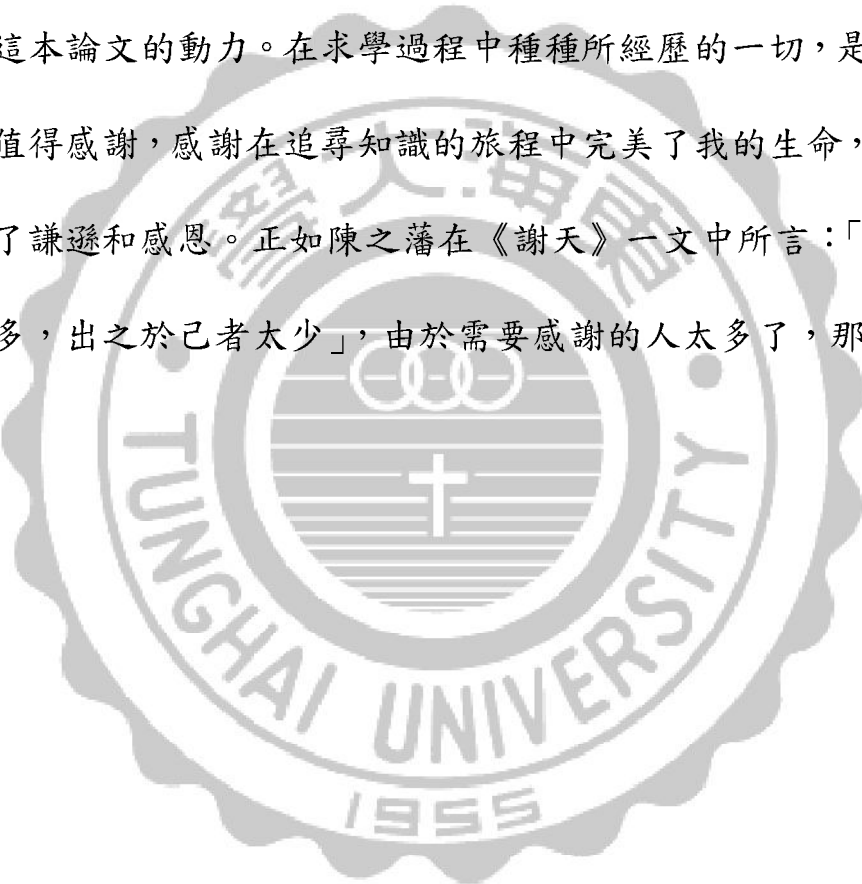 這本論文的動力。在求學過程中種種所經歷的一切，是
值得感謝，感謝在追尋知識的旅程中完美了我的生命，
了謙遜和感恩。正如陳之藩在《謝天》一文中所言：「
多，出之於己者太少」，由於需要感謝的人太多了，那
學大海東
TUNGHAI UNIVERSITY
1955